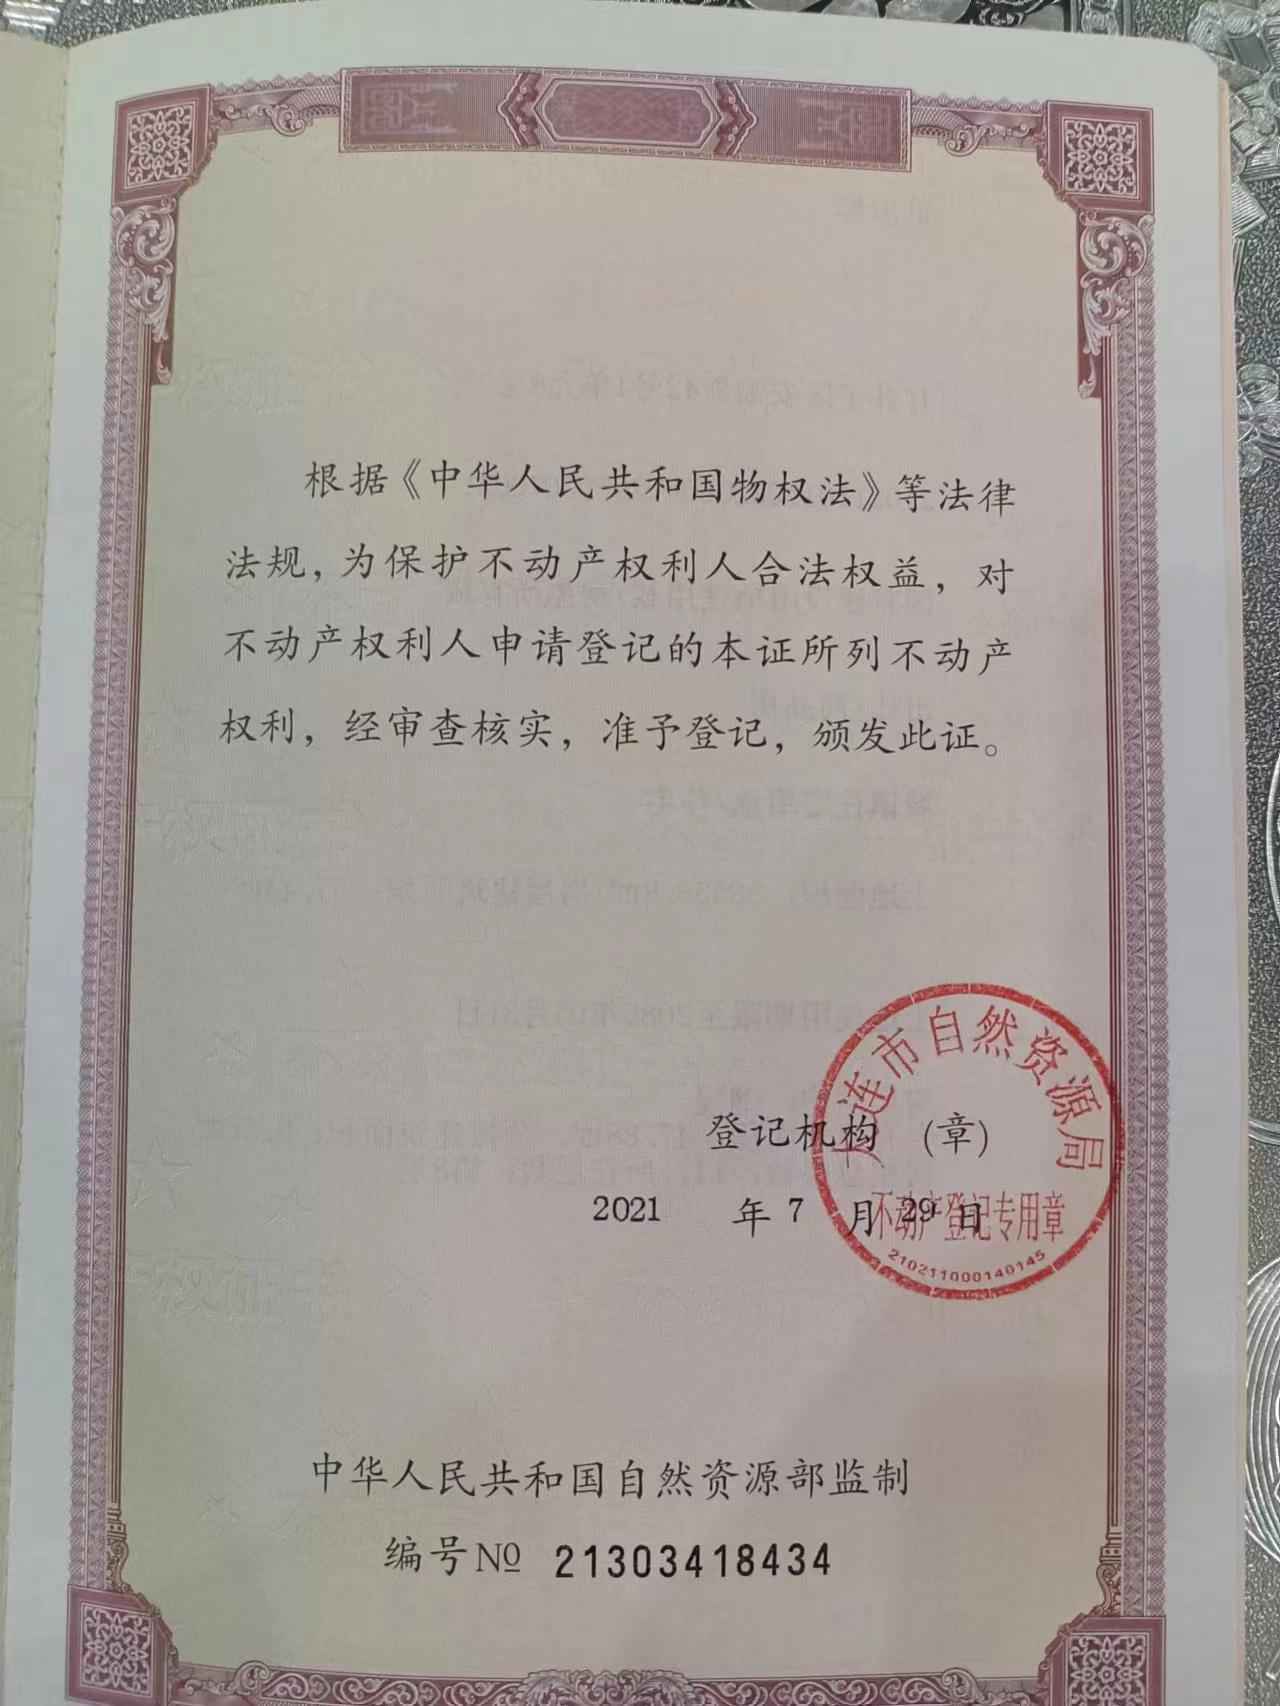 根据《中华人民共和国物权法》等法律
法规，为保护不动产权利人合法权益，对
不动产权利人申请登记的本证所列不动产
权利，经审查核实，准予登记，颁发此证。
大连市自然资源局
登记机构 （章）
2021 年 7 月 29 日
不动产登记专用章
210211000140145
中华人民共和国自然资源部监制
编号№ 21303418434